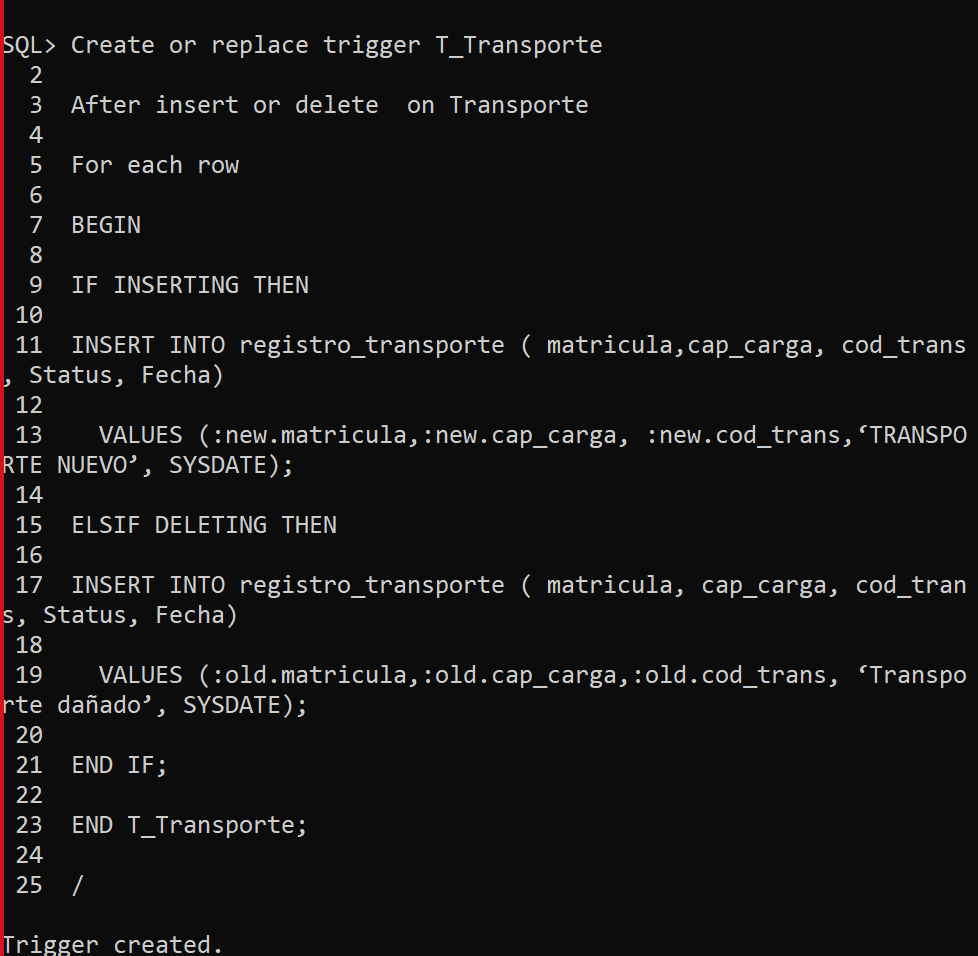 SQL> Create or replace trigger T_Transporte
2
3 After insert or delete  on Transporte
4
5 For each row
6
7 BEGIN
8
9 IF INSERTING THEN
10
11 INSERT INTO registro_transporte ( matricula,cap_carga, cod_trans
, Status, Fecha)
12
13   VALUES (:new.matricula,:new.cap_carga, :new.cod_trans,‘TRANSPO
RTE NUEVO’, SYSDATE);
14
15 ELSIF DELETING THEN
16
17 INSERT INTO registro_transporte ( matricula, cap_carga, cod_tran
s, Status, Fecha)
18
19   VALUES (:old.matricula,:old.cap_carga,:old.cod_trans, ‘Transpo
rte dañado’, SYSDATE);
20
21 END IF;
22
23 END T_Transporte;
24
25 /
Trigger created.